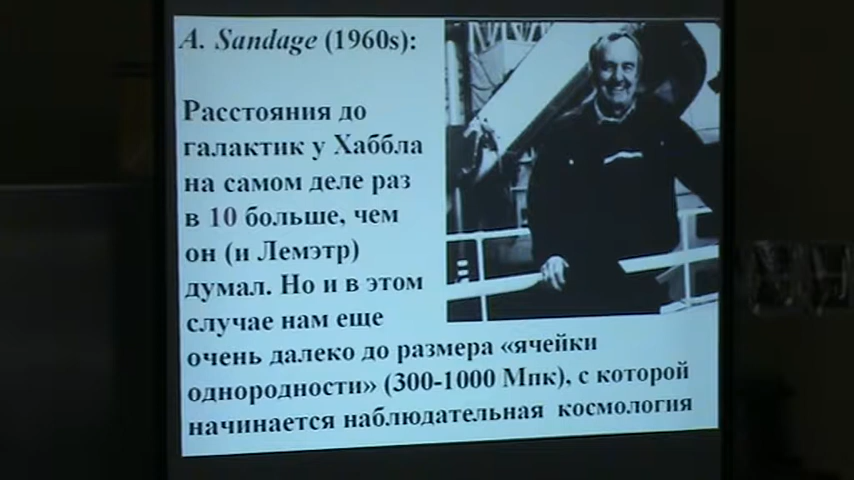 A. Sandage (1960s):
Расстояния до
галактик у Хаббла
на самом деле раз
в 10 больше, чем
он (и Лемэтр)
думал. Но и в этом
случае нам еще
очень далеко до размера «ячейки
однородности» (300-1000 Мпк), с которой
начинается наблюдательная космология